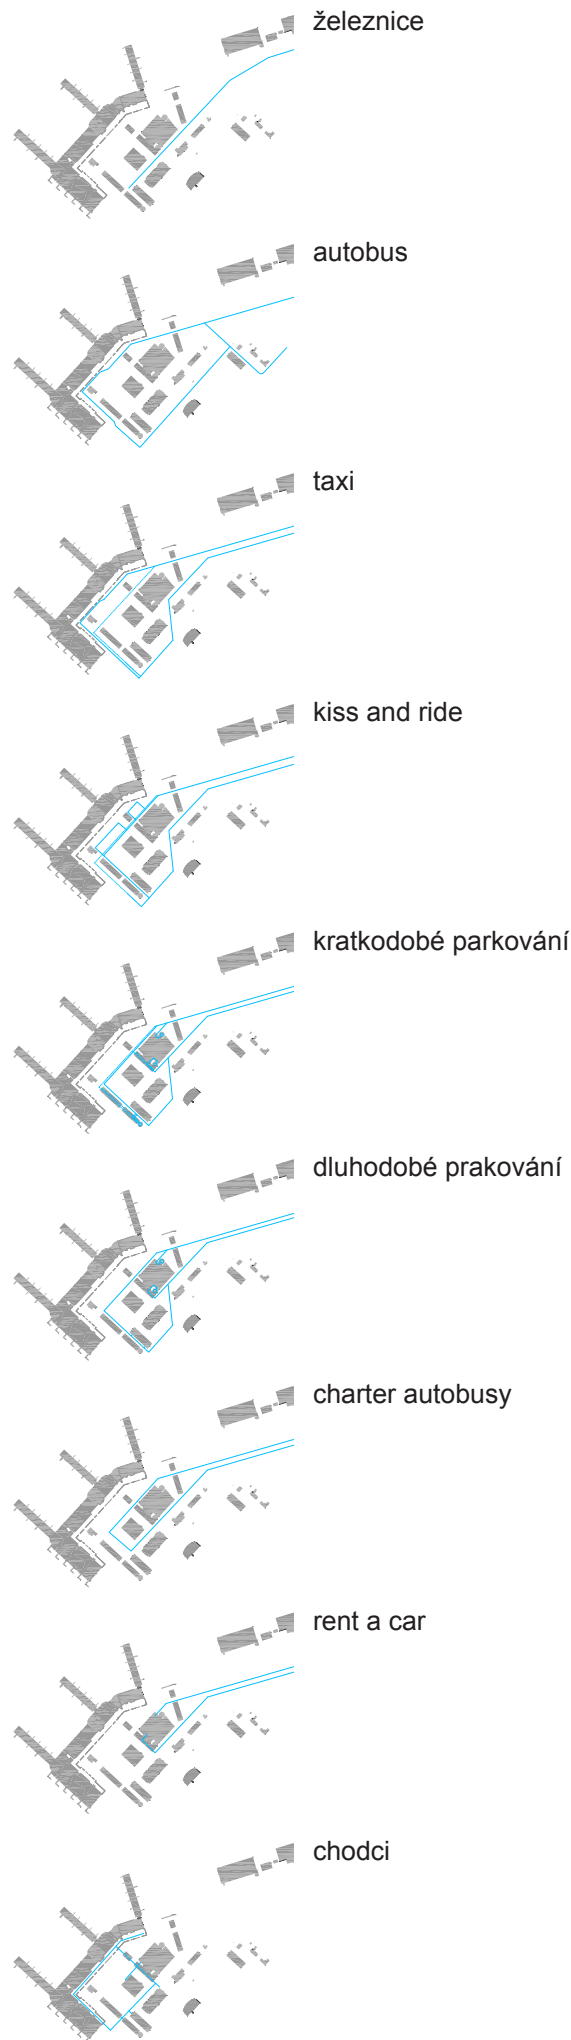 železnice
autobus
taxi
kiss and ride
kratkodobé parkování
dluhodobé prakování
charter autobusy
rent a car
chodci